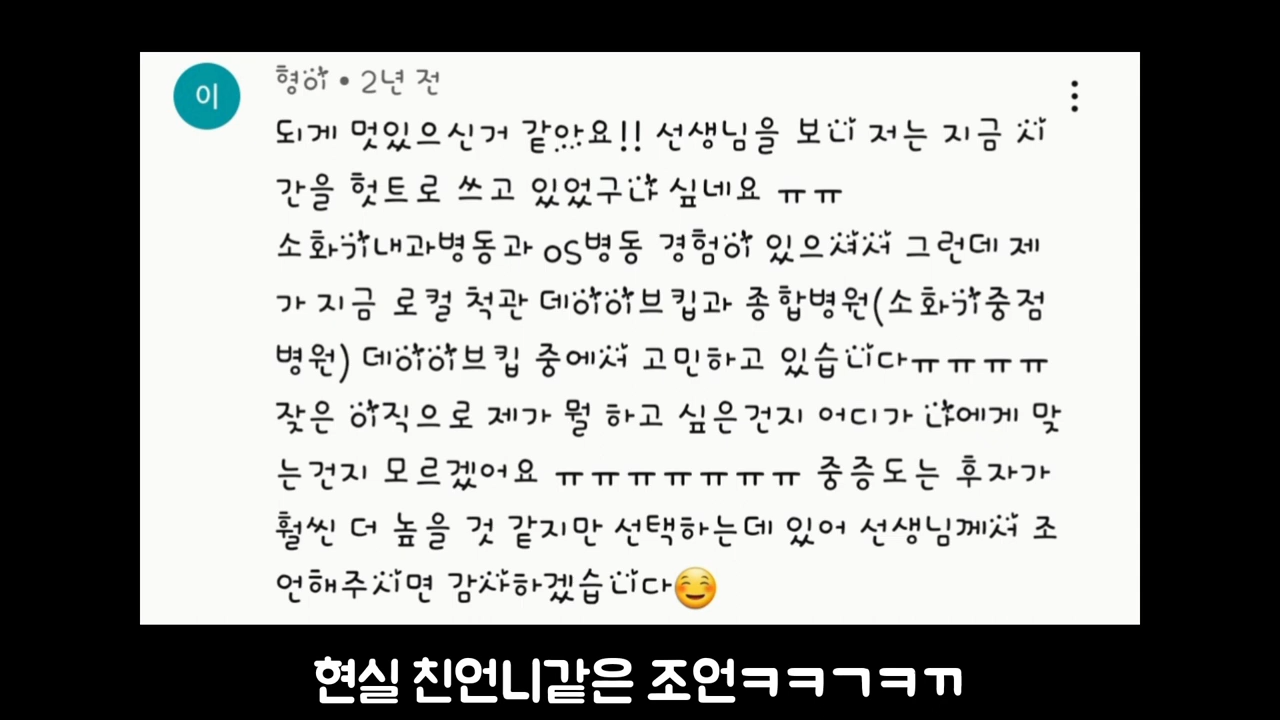 이
형이 • 2년 전
되게 멋있으신거 같아요!! 선생님을 보니 저는 지금 시
간을 헛트로 쓰고 있었구나 싶네요 ㅠㅠ
소화기내과병동과 OS병동 경험이 있으셔서 그런데 제
가 지금 로컬 척관 데이이브킵과 종합병원(소화기중점
병원) 데이이브킵 중에서 고민하고 있습니다ㅠㅠㅠㅠ
잦은 이직으로 제가 뭘 하고 싶은건지 어디가 나에게 맞
는건지 모르겠어요 ㅠㅠㅠㅠㅠㅠㅠ 중증도는 후자가
훨씬 더 높을 것 같지만 선택하는데 있어 선생님께서 조
언해주시면 감사하겠습니다😊
현실 친언니같은 조언ㅋㅋㄱㅋㄲ